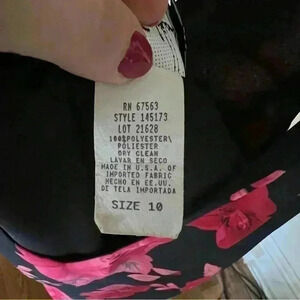 RN 67563
STYLE 145173
LOT 21628
100%POLYESTER\
POLIESTER
DRY CLEAN
LAVAR EN SECO
MADE IN U.S.A. OF
IMPORTED FABRIC
HECHO EN EE.UU.
DE TELA IMPORTADA
SIZE 10